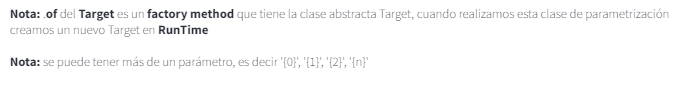 Nota: .of del Target es un factory method que tiene la clase abstracta Target, cuando realizamos esta clase de parametrización
creamos un nuevo Target en RunTime
Nota: se puede tener más de un parámetro, es decir '{0}', '{1}', '{2}', '{n}'